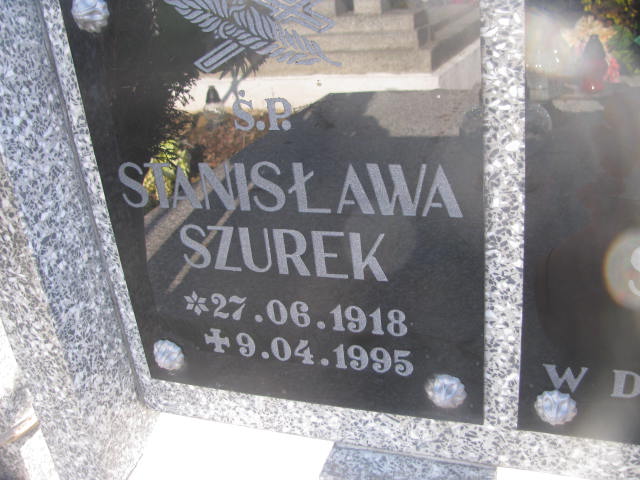 Ś.P.
STANISŁAWA
SZUREK
* 27.06.1918
✝ 9.04.1995
W D